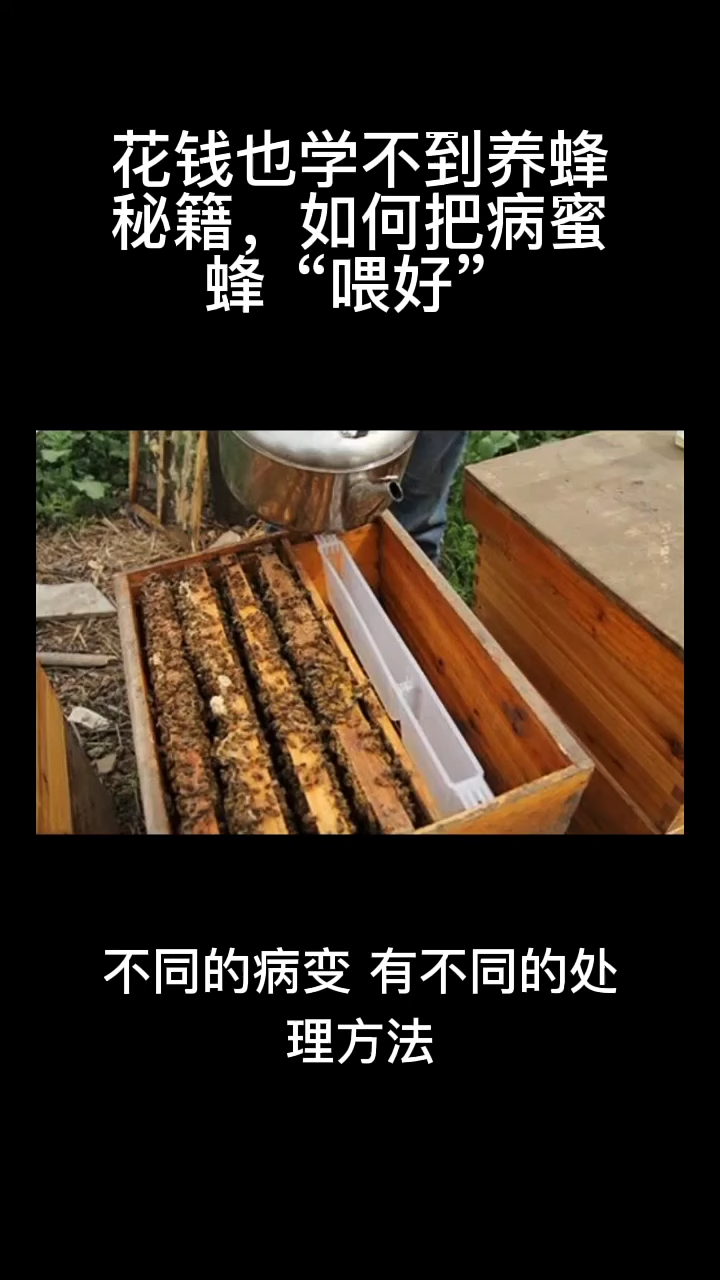 花钱也学不到养蜂
秘籍，如何把病蜜
蜂“喂好”
不同的病变 有不同的处
理方法